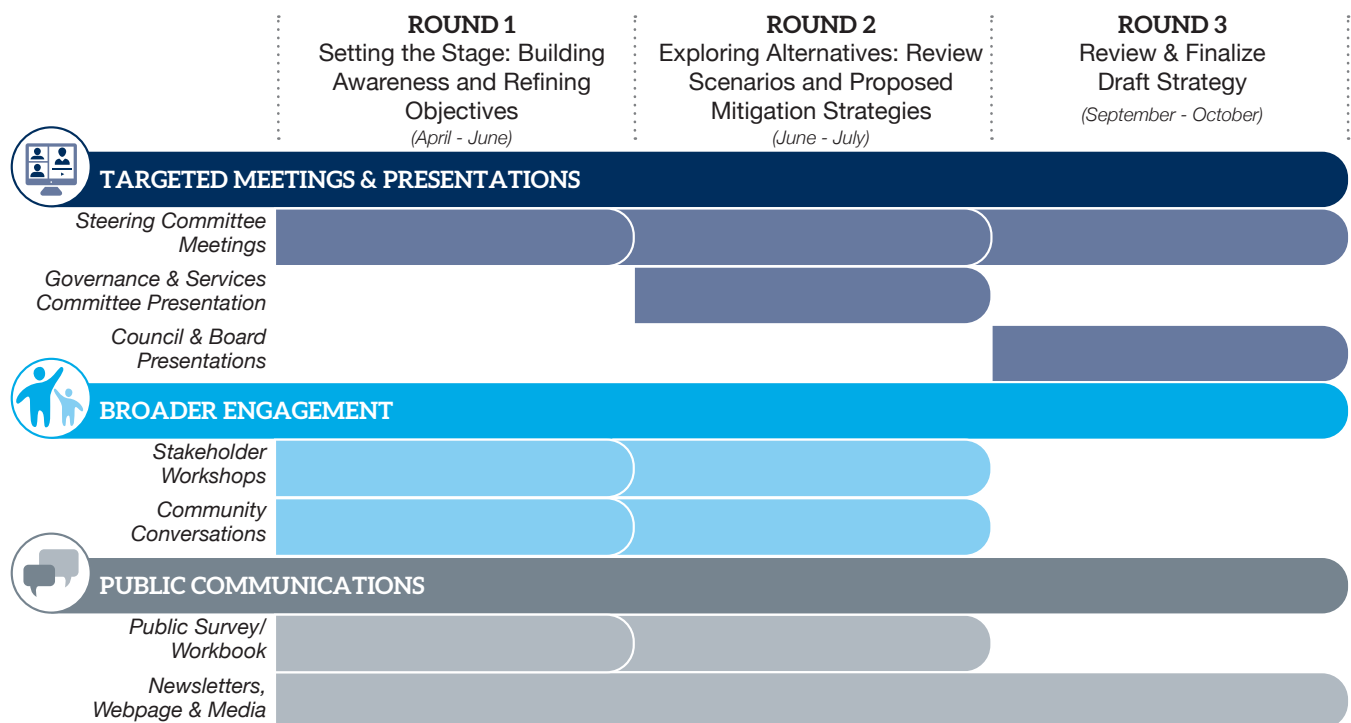 ROUND 1
Setting the Stage: Building
Awareness and Refining
Objectives
(April - June)
ROUND 2
Exploring Alternatives: Review
Scenarios and Proposed
Mitigation Strategies
(June - July)
ROUND 3
Review & Finalize
Draft Strategy
(September - October)
TARGETED MEETINGS & PRESENTATIONS
Steering Committee
Meetings
Governance & Services
Committee Presentation
Council & Board
Presentations
BROADER ENGAGEMENT
Stakeholder
Workshops
Community
Conversations
PUBLIC COMMUNICATIONS
Public Survey/
Workbook
Newsletters,
Webpage & Media